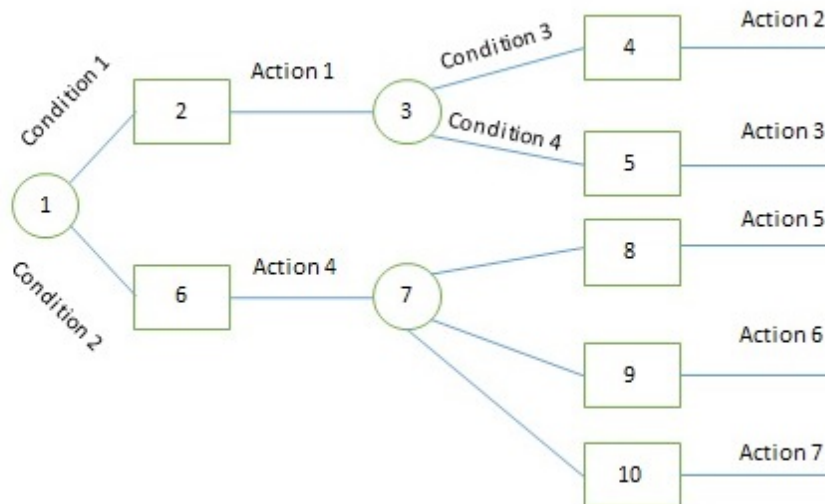 Condition 1
2
Action 1
3
Condition 3
4
Action 2
Condition 4
5
Action 3
1
Condition 2
6
Action 4
7
8
Action 5
9
Action 6
10
Action 7